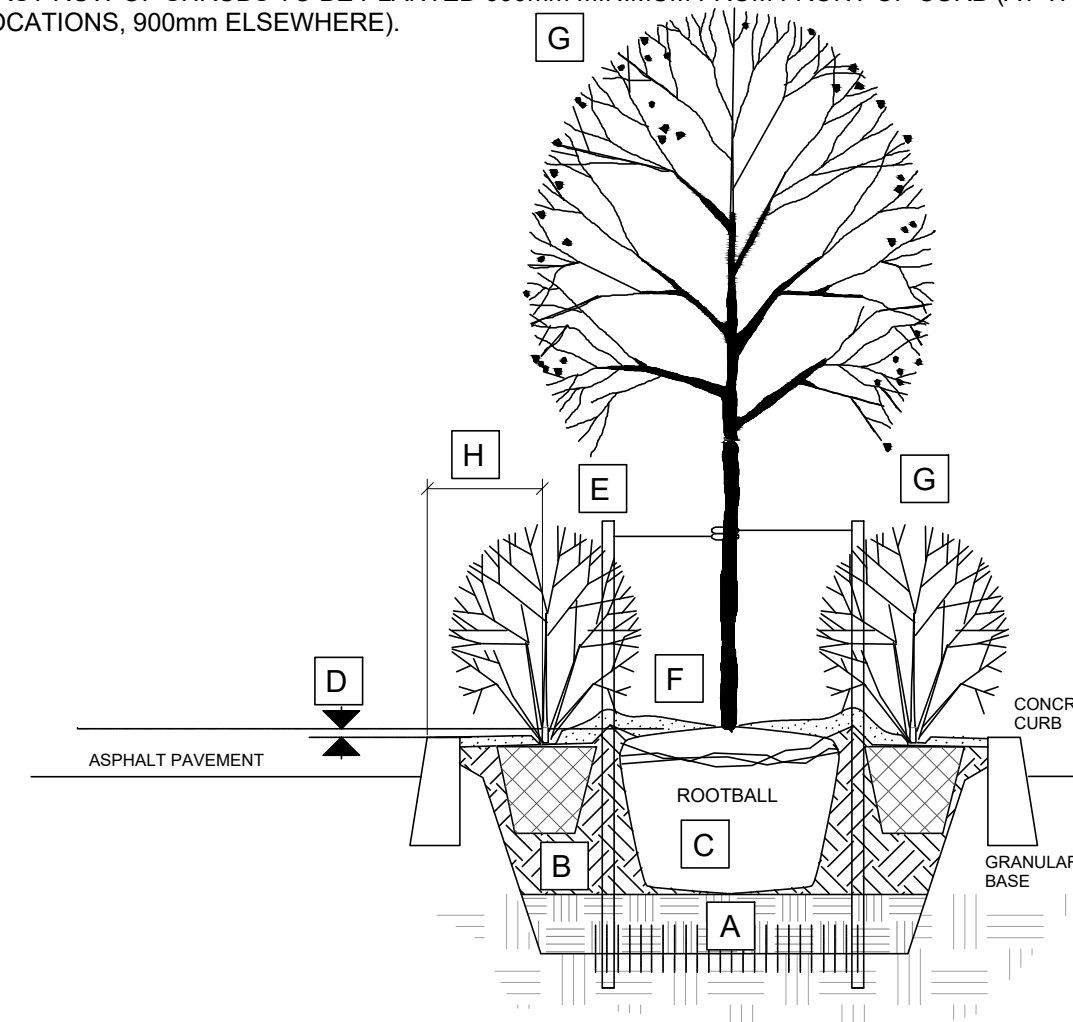 OCATIONS, 900mm ELSEWHERE).
G
H
E
G
D
F
CONCR
CURB
ASPHALT PAVEMENT
ROOTBALL
C
B
GRANULAR
BASE
A